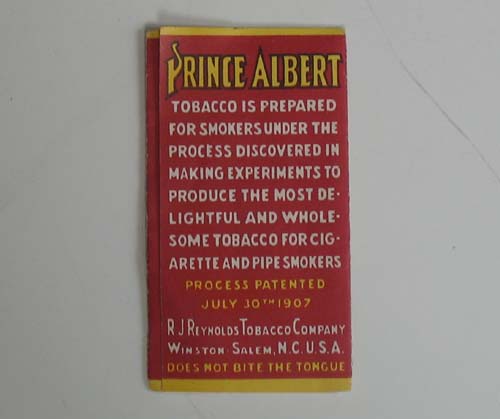 PRINCE ALBERT
TOBACCO IS PREPARED
FOR SMOKERS UNDER THE
PROCESS DISCOVERED IN
MAKING EXPERIMENTS TO
PRODUCE THE MOST DE-
LIGHTFUL AND WHOLE-
SOME TOBACCO FOR CIG-
ARETTE AND PIPE SMOKERS
PROCESS PATENTED
JULY 30TH 1907
R J REYNOLDS TOBACCO COMPANY
WINSTON-SALEM, N.C. U.S.A.
DOES NOT BITE THE TONGUE